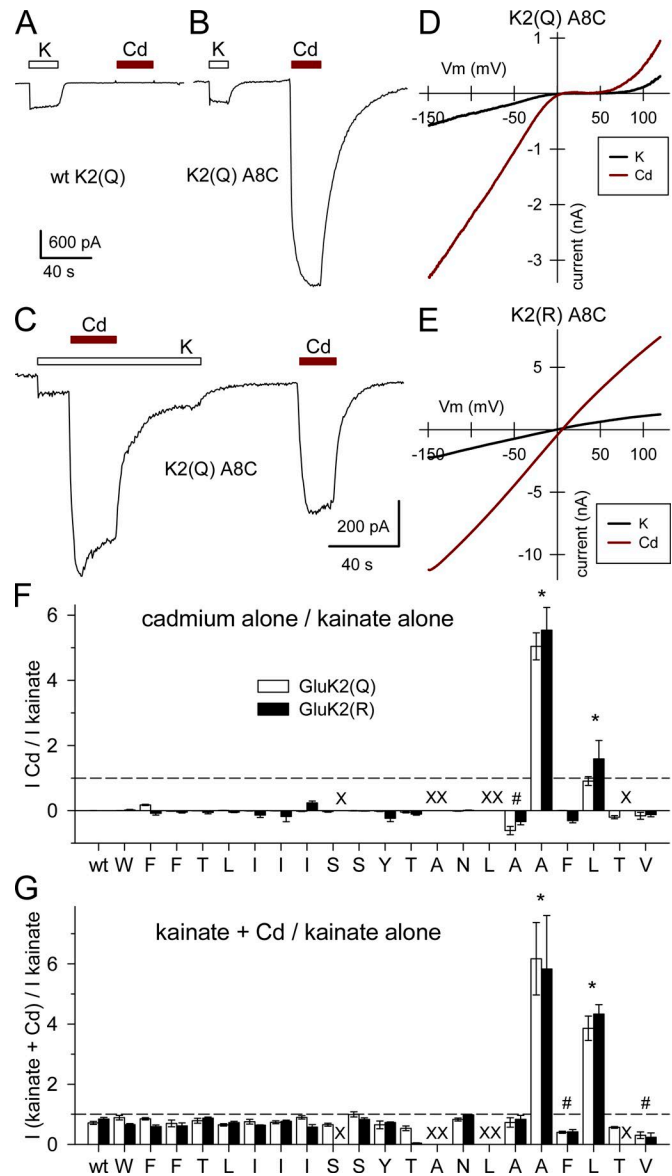 A
K
Cd
wt K2(Q)
600 pA
40 s
B
K
Cd
K2(Q) A8C
C
Cd
K
Cd
K2(Q) A8C
200 pA
40 s
D
K2(Q) A8C
Vm (mV)
1
-150
-50
50
100
-1
-2
-3
current (nA)
K
Cd
E
K2(R) A8C
Vm (mV)
5
-150
-50
50
100
-5
-10
current (nA)
K
Cd
F
cadmium alone / kainate alone
GluK2(Q)
GluK2(R)
I Cd / I kainate
6
4
2
0
X
XX
XX
#
*
*
X
wt W F F T L I I I S S Y T A N L A A F L T V
G
kainate + Cd / kainate alone
I (kainate + Cd) / I kainate
6
4
2
0
X
XX
XX
*
#
*
X
#
wt W F F T L I I I S S Y T A N L A A F L T V